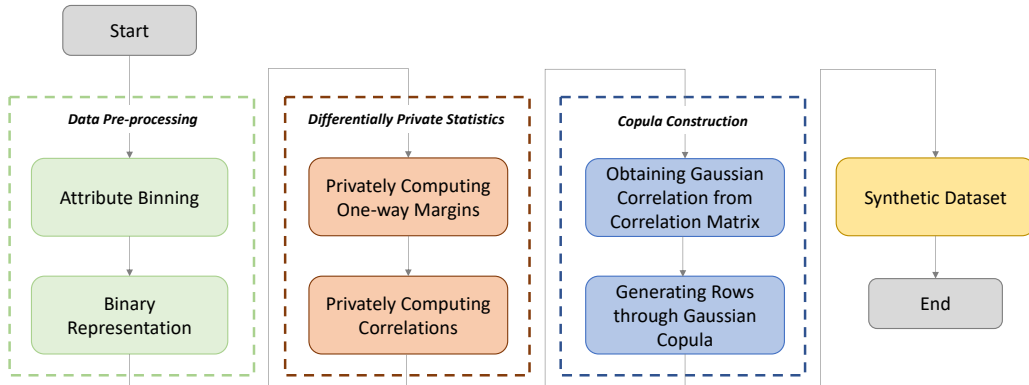 Start
Data Pre-processing
Attribute Binning
Binary
Representation
Differentially Private Statistics
Privately Computing
One-way Margins
Privately Computing
Correlations
Copula Construction
Obtaining Gaussian
Correlation from
Correlation Matrix
Generating Rows
through Gaussian
Copula
Synthetic Dataset
End